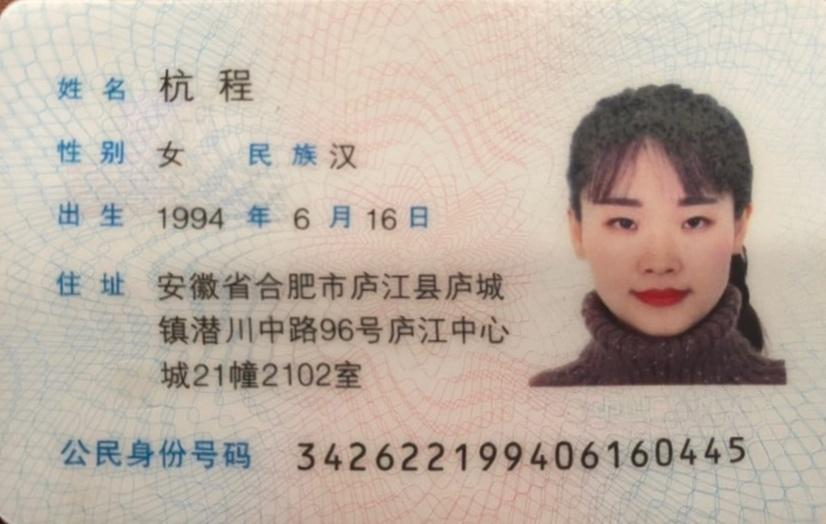 姓名 杭程
性别 女 民族 汉
出生 1994 年 6 月 16 日
住址 安徽省合肥市庐江县庐城
镇潜川中路96号庐江中心
城21幢2102室
公民身份号码 342622199406160445